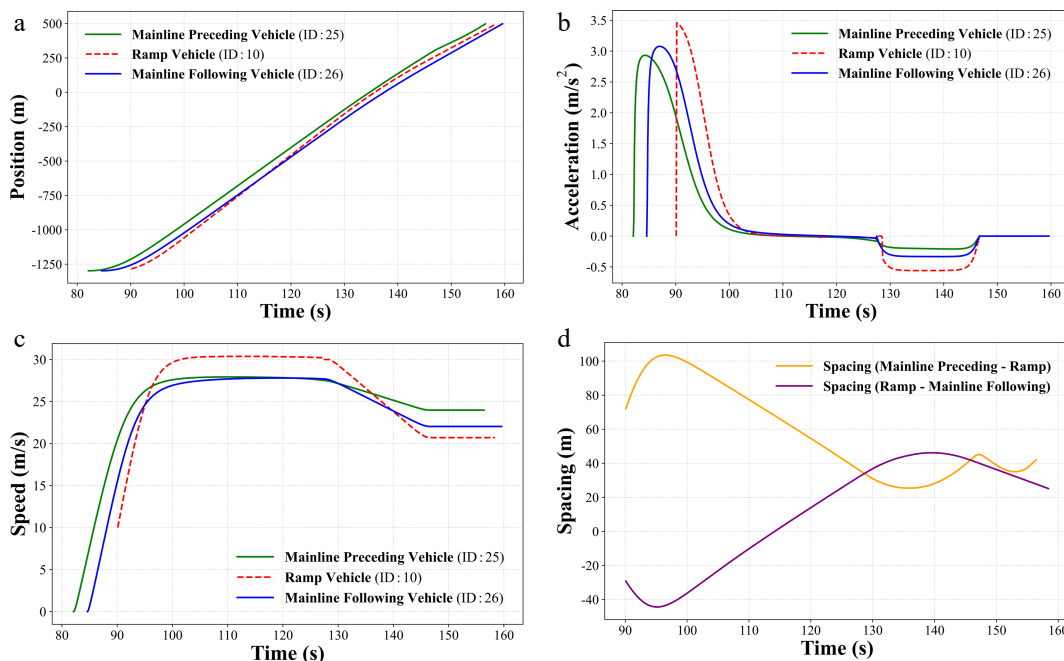 a
Mainline Preceding Vehicle (ID: 25)
Ramp Vehicle (ID: 10)
Mainline Following Vehicle (ID: 26)
500
250
0
-250
-500
-750
-1000
-1250
Position (m)
80 90 100 110 120 130 140 150 160
Time (s)
b
Mainline Preceding Vehicle (ID: 25)
Ramp Vehicle (ID: 10)
Mainline Following Vehicle (ID: 26)
3.5
3.0
2.5
2.0
1.5
1.0
0.5
0.0
-0.5
Acceleration (m/s²)
80 90 100 110 120 130 140 150 160
Time (s)
c
30
25
20
15
10
5
0
Speed (m/s)
Mainline Preceding Vehicle (ID: 25)
Ramp Vehicle (ID: 10)
Mainline Following Vehicle (ID: 26)
80 90 100 110 120 130 140 150 160
Time (s)
d
Spacing (Mainline Preceding - Ramp)
Spacing (Ramp - Mainline Following)
100
80
60
40
20
0
-20
-40
Spacing (m)
90 100 110 120 130 140 150 160
Time (s)